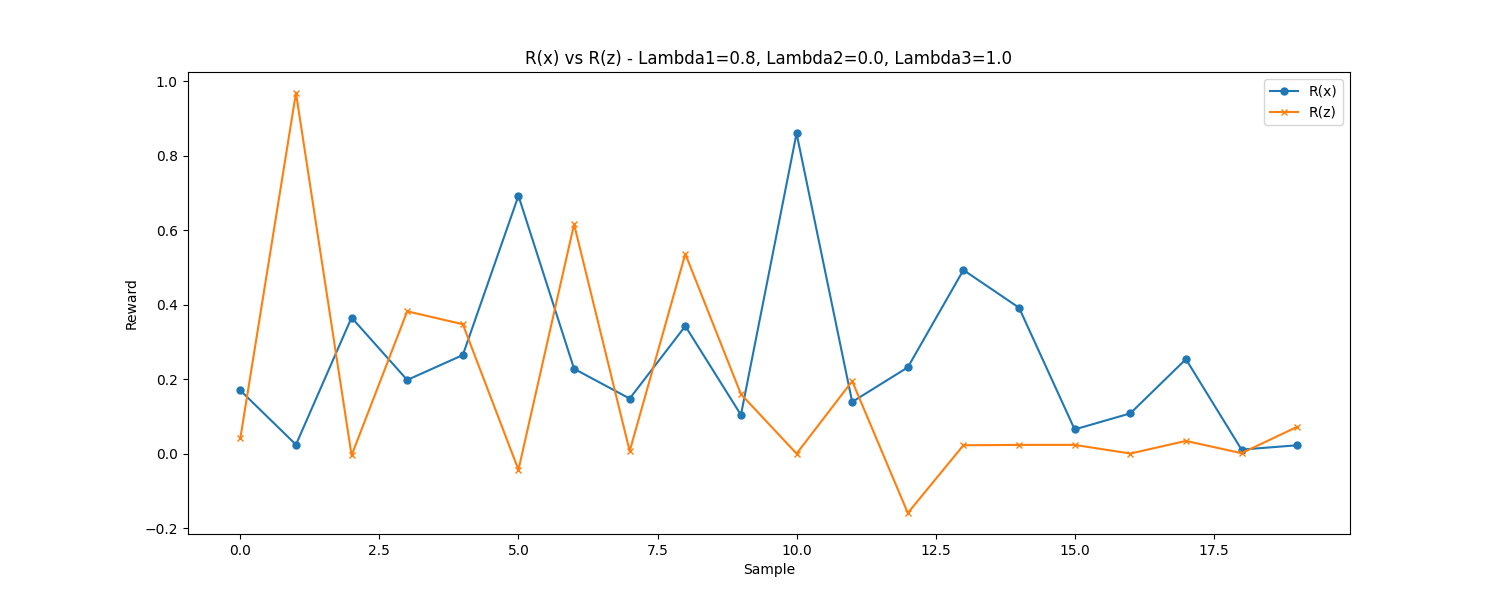 R(x) vs R(z) - Lambda1=0.8, Lambda2=0.0, Lambda3=1.0
R(x)
R(z)
Reward
1.0
0.8
0.6
0.4
0.2
0.0
−0.2
0.0 2.5 5.0 7.5 10.0 12.5 15.0 17.5
Sample